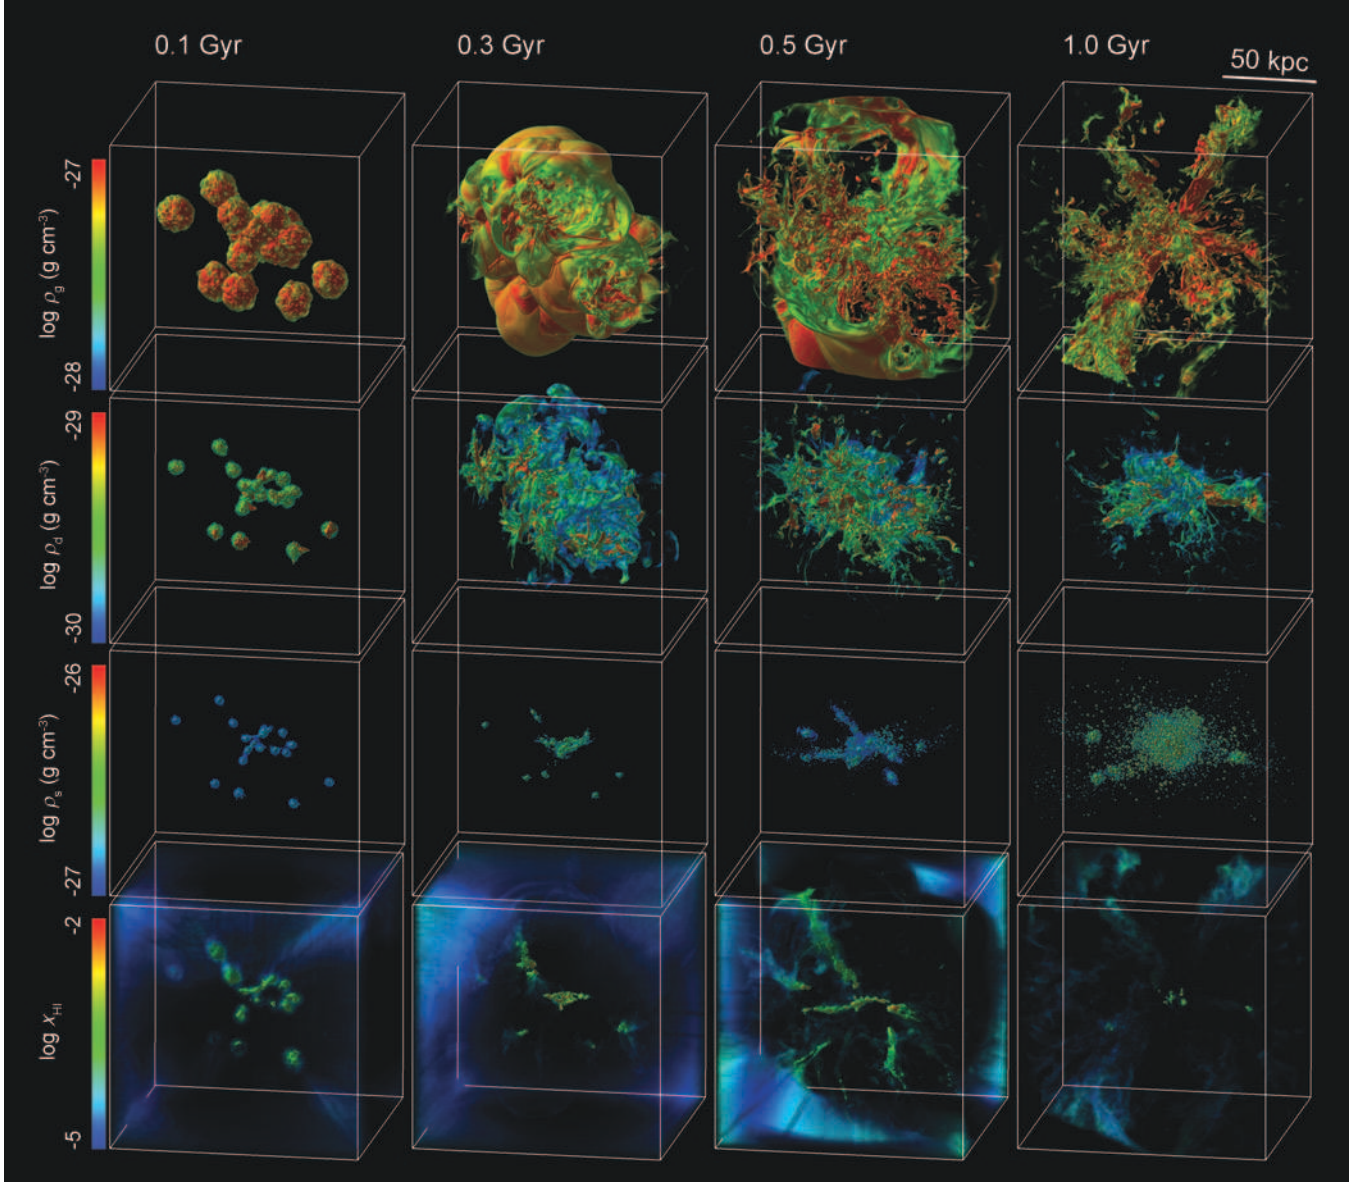 0.1 Gyr 0.3 Gyr 0.5 Gyr 1.0 Gyr
50 kpc
-27
log ρg (g cm-3)
-28
-29
log ρd (g cm-3)
-30
-26
log ρs (g cm-3)
-27
-2
log xHI
-5